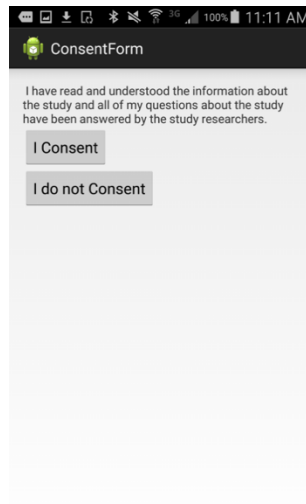 3G 100% 11:11 AM
ConsentForm
I have read and understood the information about
the study and all of my questions about the study
have been answered by the study researchers.
I Consent
I do not Consent